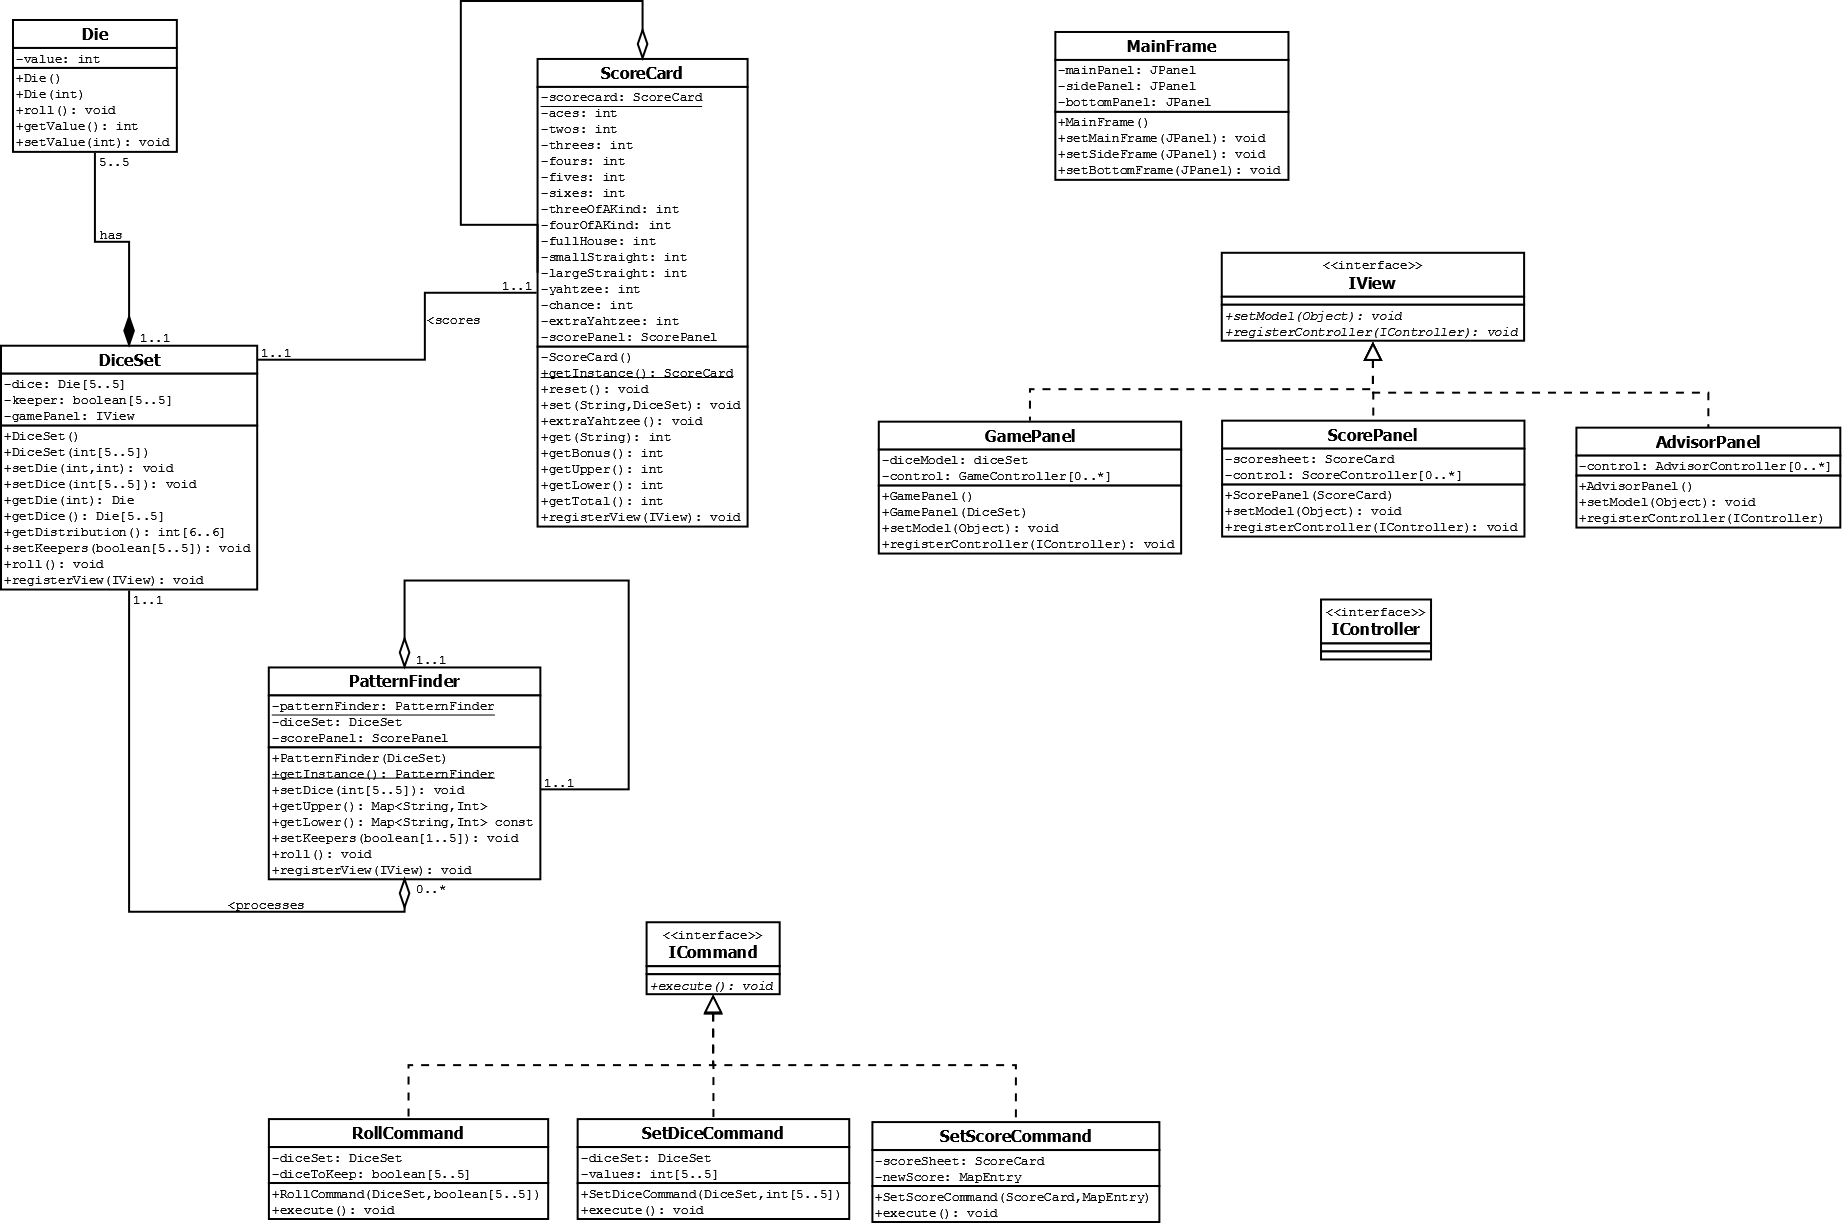 Die
-value: int
+Die()
+Die(int)
+roll(): void
+getValue(): int
+setValue(int): void
5..5
has
1..1
DiceSet
-dice: Die[5..5]
-keeper: boolean[5..5]
-gamePanel: IView
+DiceSet()
+DiceSet(int[5..5])
+setDie(int,int): void
+setDice(int[5..5]): void
+getDie(int): Die
+getDice(): Die[5..5]
+getDistribution(): int[6..6]
+setKeepers(boolean[5..5]): void
+roll(): void
+registerView(IView): void
1..1
<scores
1..1
1..1
ScoreCard
-scorecard: ScoreCard
-aces: int
-twos: int
-threes: int
-fours: int
-fives: int
-sixes: int
-threeOfAKind: int
-fourOfAKind: int
-fullHouse: int
-smallStraight: int
-largeStraight: int
-yahtzee: int
-chance: int
-extraYahtzee: int
-scorePanel: ScorePanel
-ScoreCard()
+getInstance(): ScoreCard
+reset(): void
+set(String,DiceSet): void
+extraYahtzee(): void
+get(String): int
+getBonus(): int
+getUpper(): int
+getLower(): int
+getTotal(): int
+registerView(IView): void
MainFrame
-mainPanel: JPanel
-sidePanel: JPanel
-bottomPanel: JPanel
+MainFrame()
+setMainFrame(JPanel): void
+setSideFrame(JPanel): void
+setBottomFrame(JPanel): void
<<interface>>
IView
+setModel(Object): void
+registerController(IController): void
GamePanel
-diceModel: diceSet
-control: GameController[0..*]
+GamePanel()
+GamePanel(DiceSet)
+setModel(Object): void
+registerController(IController): void
ScorePanel
-scoresheet: ScoreCard
-control: ScoreController[0..*]
+ScorePanel(ScoreCard)
+setModel(Object): void
+registerController(IController): void
AdvisorPanel
-control: AdvisorController[0..*]
+AdvisorPanel()
+setModel(Object): void
+registerController(IController)
<<interface>>
IController
1..1
PatternFinder
-patternFinder: PatternFinder
-diceSet: DiceSet
-scorePanel: ScorePanel
+PatternFinder(DiceSet)
+getInstance(): PatternFinder
+setDice(int[5..5]): void
+getUpper(): Map<String,Int>
+getLower(): Map<String,Int> const
+setKeepers(boolean[1..5]): void
+roll(): void
+registerView(IView): void
1..1
0..*
<processes
<<interface>>
ICommand
+execute(): void
RollCommand
-diceSet: DiceSet
-diceToKeep: boolean[5..5]
+RollCommand(DiceSet,boolean[5..5])
+execute(): void
SetDiceCommand
-diceSet: DiceSet
-values: int[5..5]
+SetDiceCommand(DiceSet,int[5..5])
+execute(): void
SetScoreCommand
-scoreSheet: ScoreCard
-newScore: MapEntry
+SetScoreCommand(ScoreCard,MapEntry)
+execute(): void